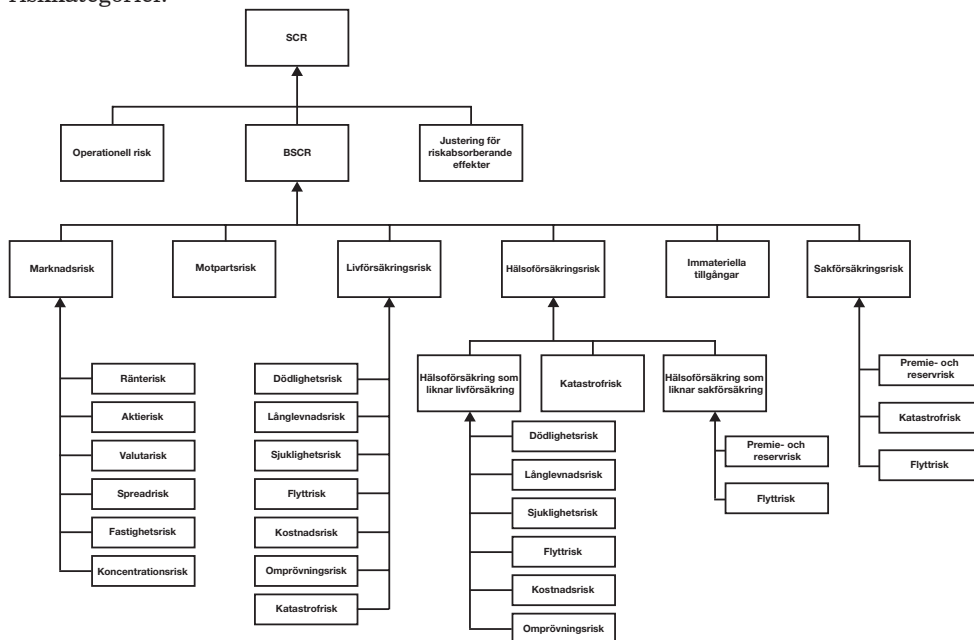 riskkategorier.
SCR
Operationell risk
BSCR
Justering för
riskabsorberande
effekter
Marknadsrisk
Motpartsrisk
Livförsäkringsrisk
Hälsoförsäkringsrisk
Immateriella
tillgångar
Sakförsäkringsrisk
Ränterisk
Aktierisk
Valutarisk
Spreadrisk
Fastighetsrisk
Koncentrationsrisk
Dödlighetsrisk
Långlevnadsrisk
Sjuklighetsrisk
Flyttrisk
Kostnadsrisk
Omprövningsrisk
Katastrofrisk
Hälsoförsäkring som
liknar livförsäkring
Dödlighetsrisk
Långlevnadsrisk
Sjuklighetsrisk
Flyttrisk
Kostnadsrisk
Omprövningsrisk
Katastrofrisk
Hälsoförsäkring som
liknar sakförsäkring
Premie- och
reservrisk
Flyttrisk
Premie- och
reservrisk
Katastrofrisk
Flyttrisk